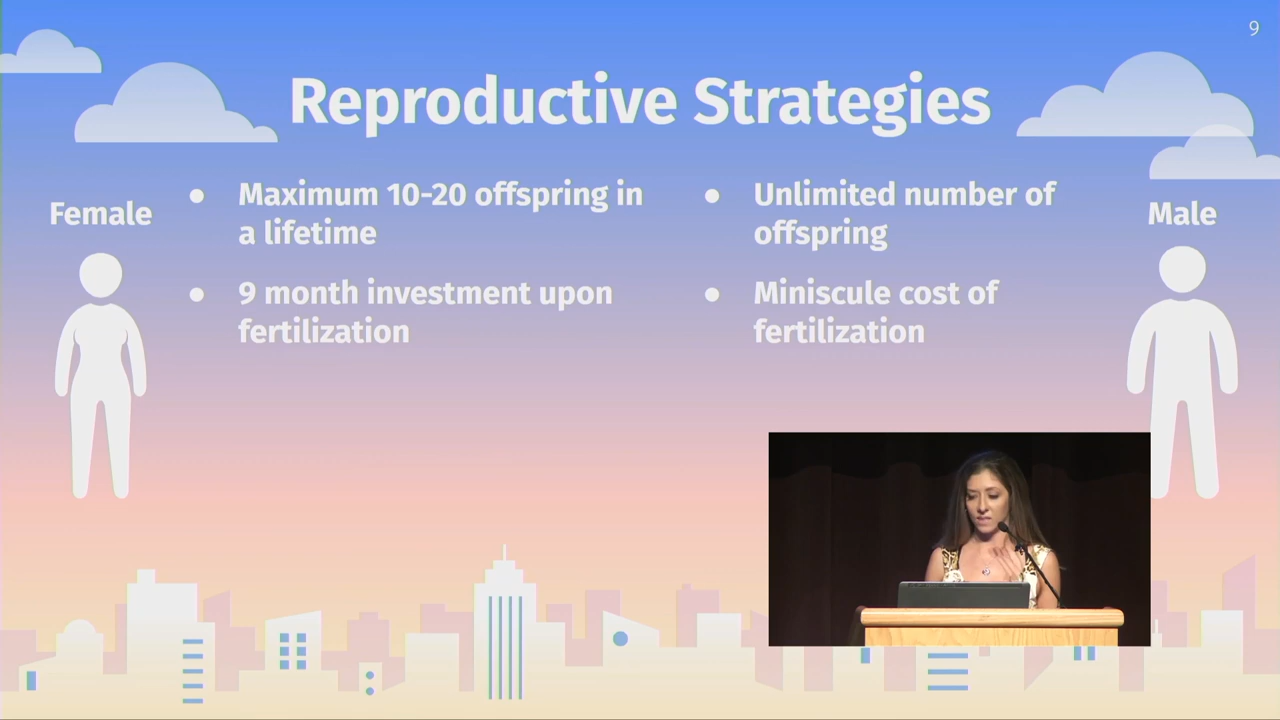 9
Reproductive Strategies
Female
● Maximum 10-20 offspring in
a lifetime
● 9 month investment upon
fertilization
● Unlimited number of
offspring
● Miniscule cost of
fertilization
Male